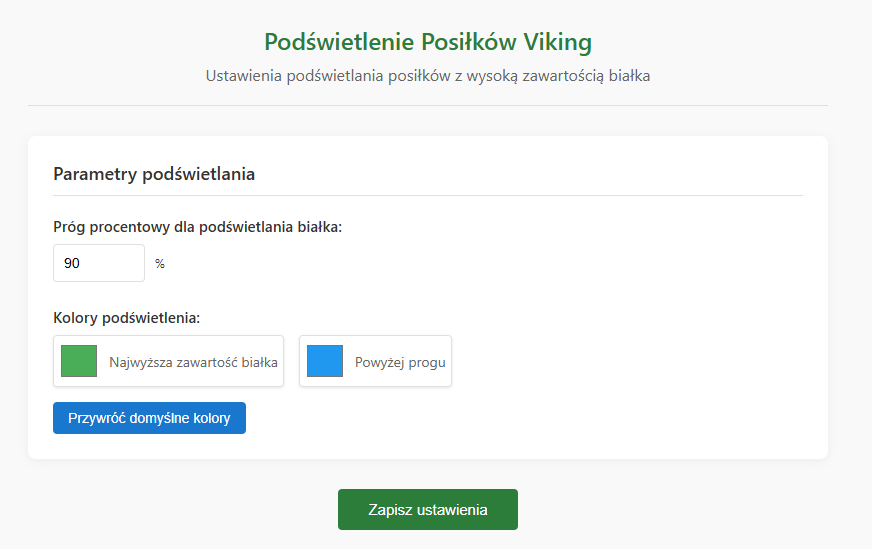 Podświetlenie Posiłków Viking
Ustawienia podświetlania posiłków z wysoką zawartością białka
Parametry podświetlania
Próg procentowy dla podświetlania białka:
90 %
Kolory podświetlenia:
Najwyższa zawartość białka Powyżej progu
Przywróć domyślne kolory
Zapisz ustawienia